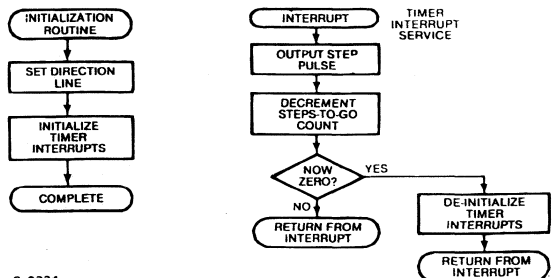 INITIALIZATION
ROUTINE
SET DIRECTION
LINE
INITIALIZE
TIMER
INTERRUPTS
COMPLETE
INTERRUPT
TIMER
INTERRUPT
SERVICE
OUTPUT STEP
PULSE
DECREMENT
STEPS-TO-GO
COUNT
NOW
ZERO?
YES
NO
RETURN FROM
INTERRUPT
DE-INITIALIZE
TIMER
INTERRUPTS
RETURN FROM
INTERRUPT